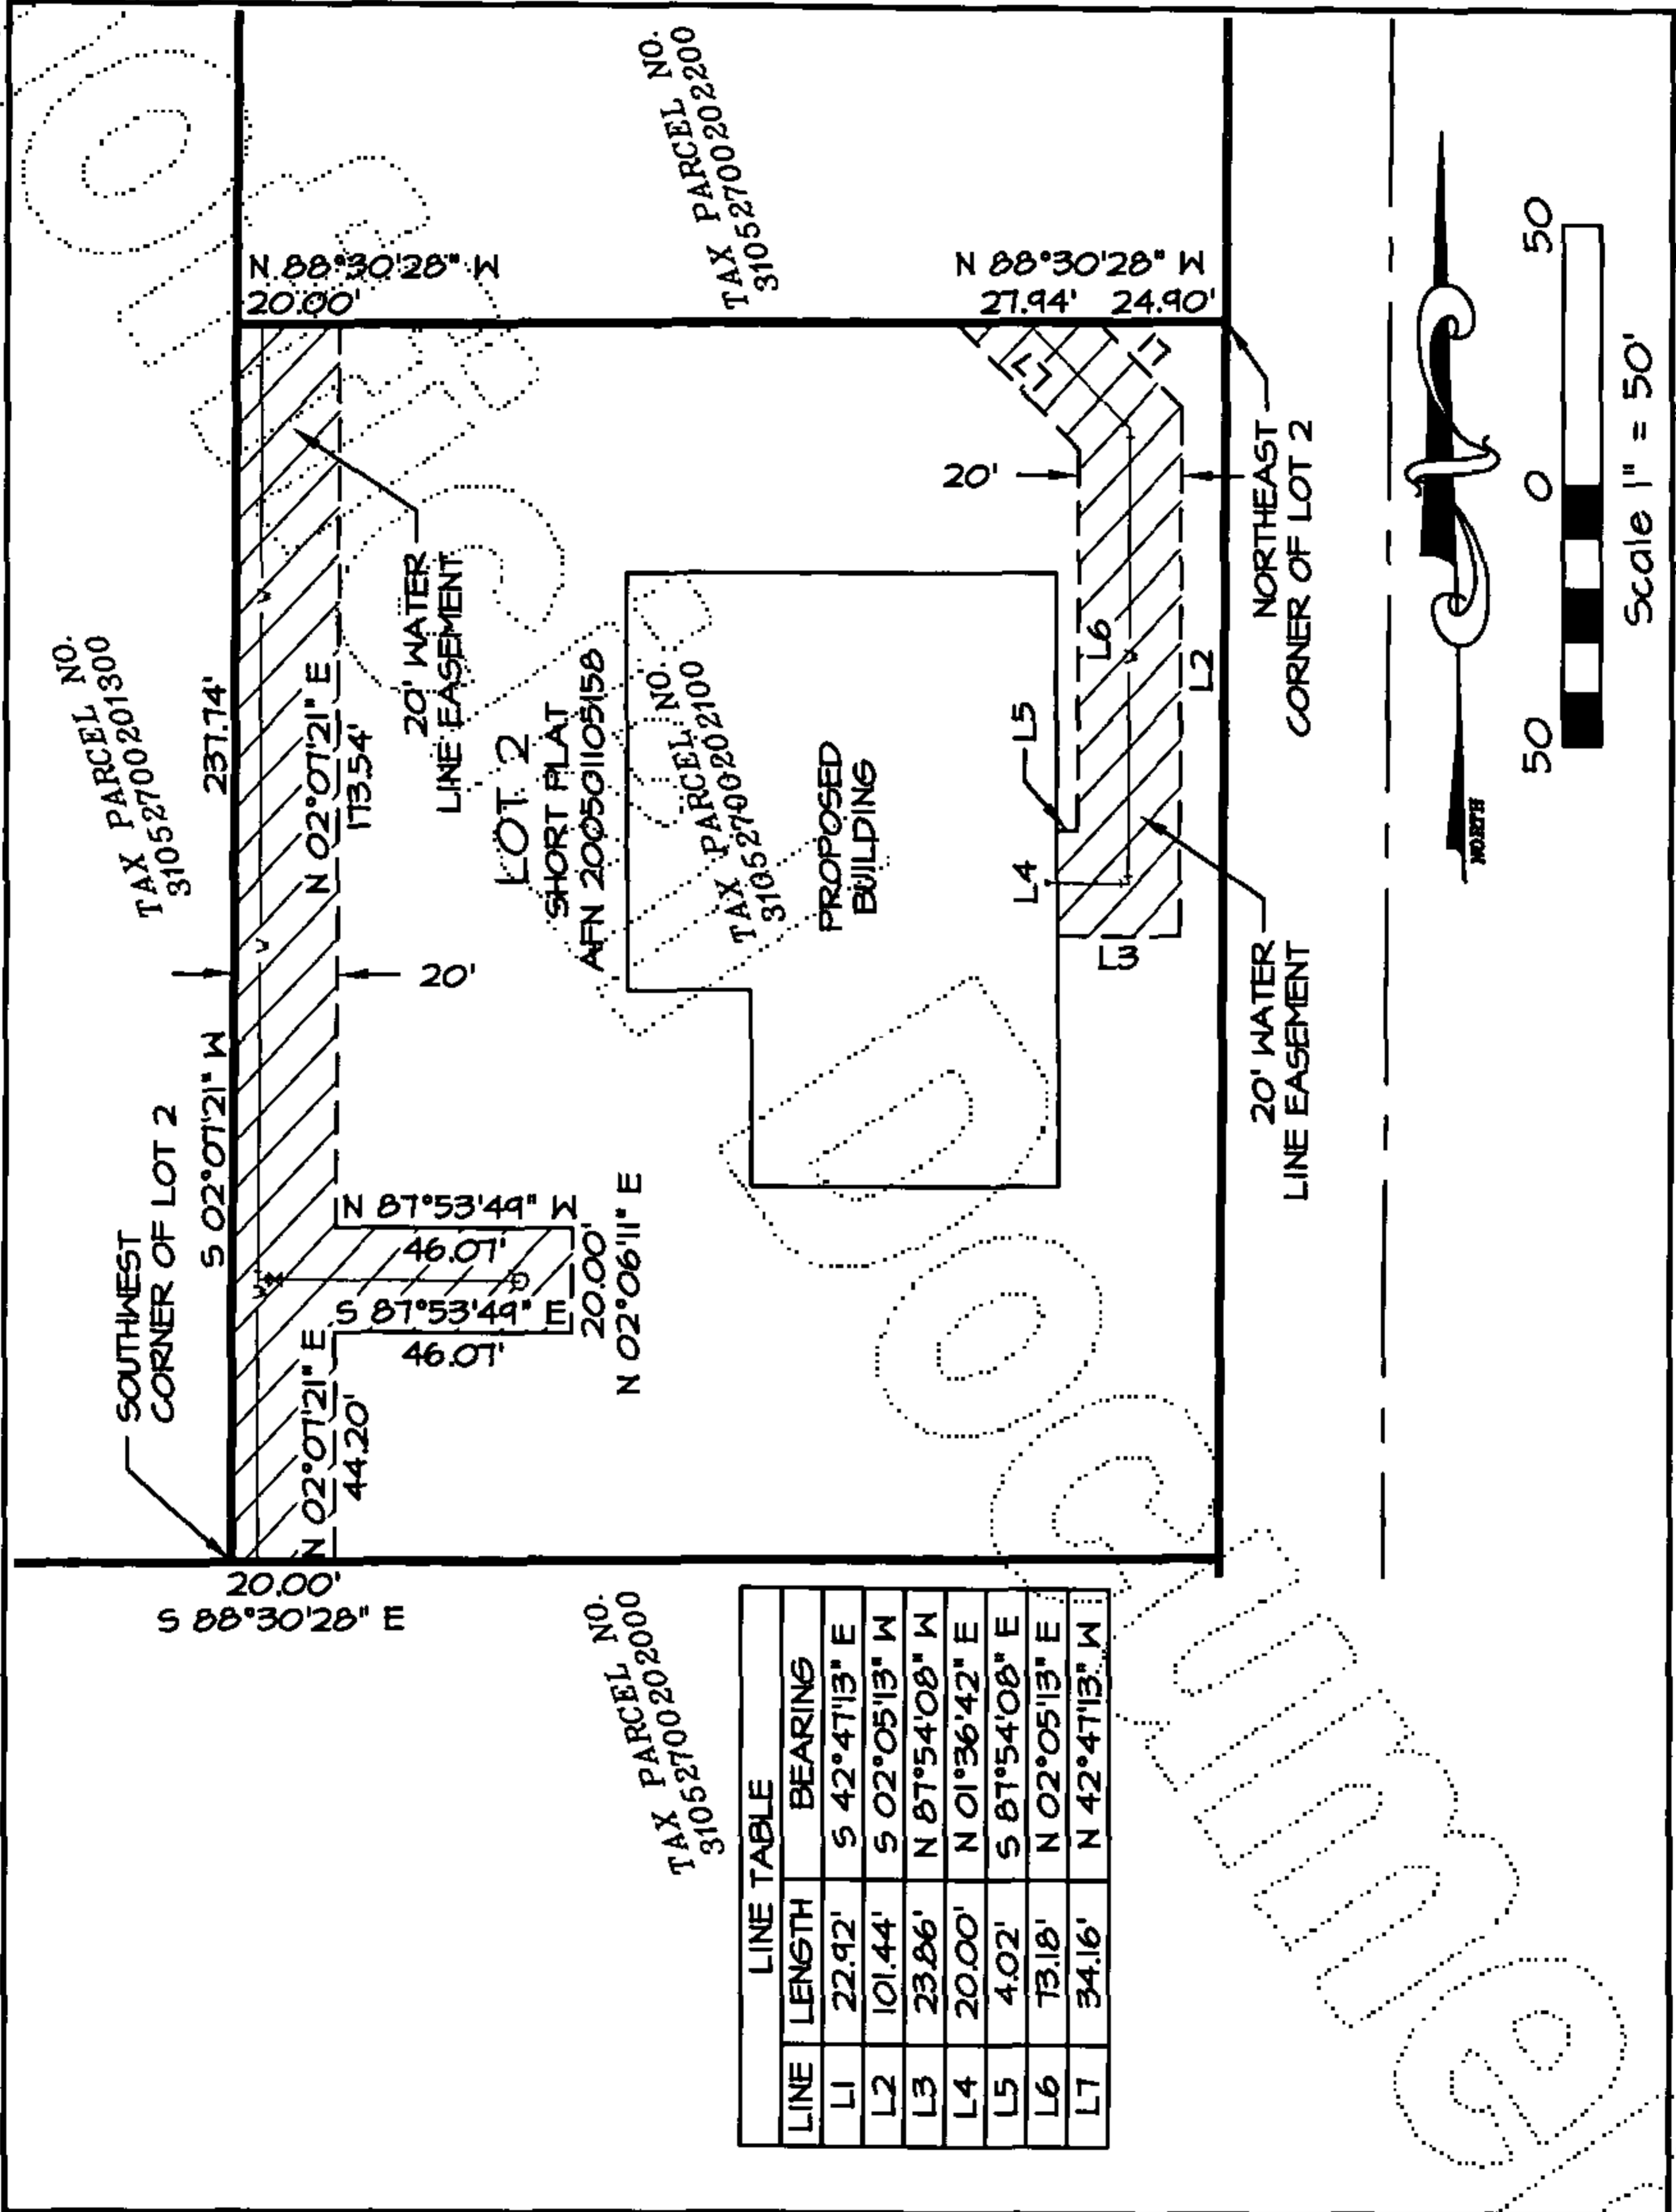 SOUTHWEST
CORNER OF LOT 2
TAX PARCEL NO.
31052700201300
S 02°07'21" W
237.74'
20.00'
S 88°30'28" E
N 02°07'21" E
44.20'
S 87°53'49" E
46.07'
N 87°53'49" W
46.07'
20.00'
N 02°06'11" E
20'
N 02°07'21" E
173.54'
20' WATER
LINE EASEMENT
N 88°30'28" W
20.00'
LOT 2
SHORT PLAT
AFN 200501105158
TAX PARCEL NO.
31052700202100
PROPOSED
BUILDING
TAX PARCEL NO.
31052700202200
N 88°30'28" W
27.94' 24.90'
L7
L1
20'
L6
L5
L4
L3
L2
20' WATER
LINE EASEMENT
NORTHEAST
CORNER OF LOT 2
TAX PARCEL NO.
31052700202000
LINE TABLE
LINE LENGTH BEARING
L1 22.92' S 42°47'13" E
L2 101.44' S 02°05'13" W
L3 23.86' N 87°54'08" W
L4 20.00' N 01°36'42" E
L5 4.02' S 87°54'08" E
L6 73.18' N 02°05'13" E
L7 34.16' N 42°47'13" W
NORTH
50 0 50
Scale 1" = 50'